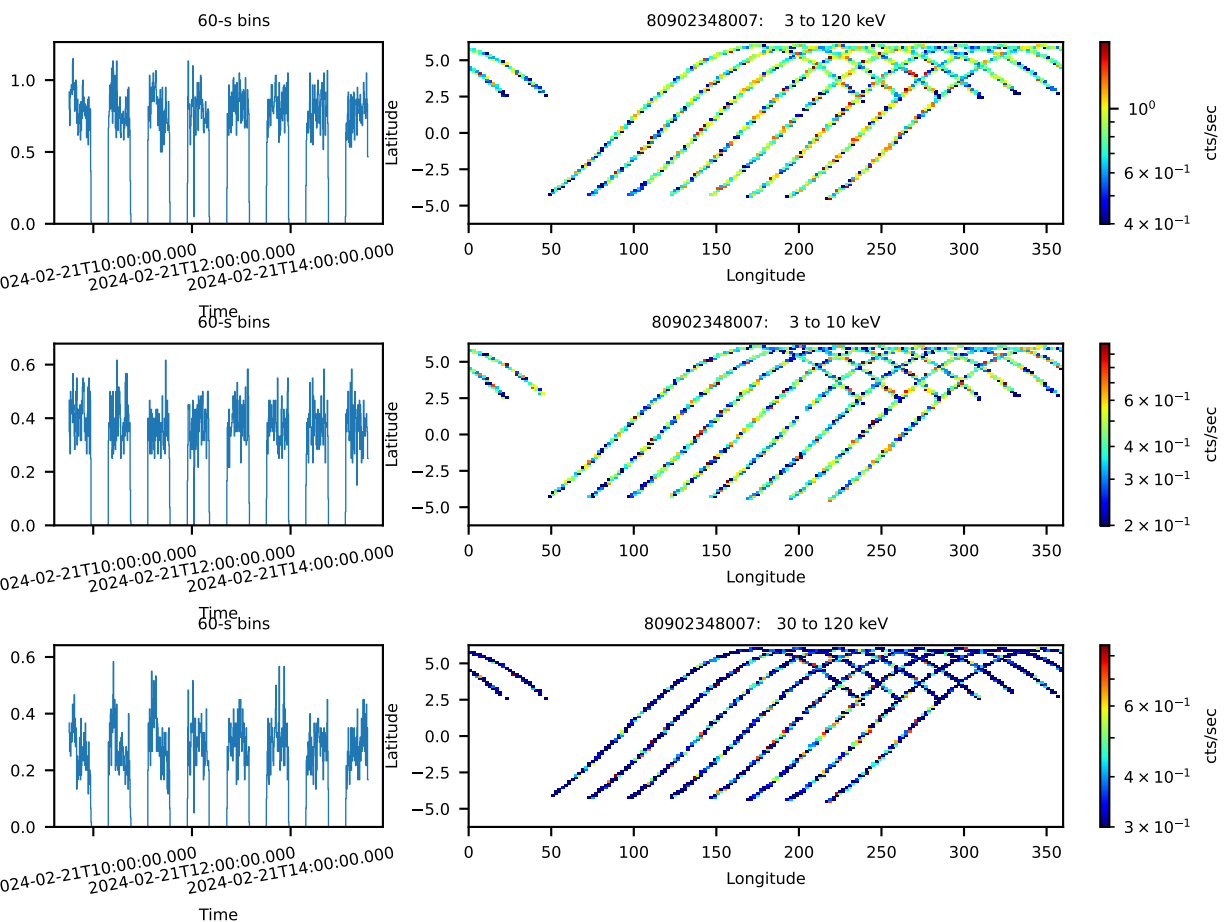 60-s bins
1.0
0.5
0.0
024-02-21T10:00:00.000
2024-02-21T12:00:00.000
2024-02-21T14:00:00.000
Time
80902348007: 3 to 120 keV
Latitude
5.0
2.5
0.0
−2.5
−5.0
0 50 100 150 200 250 300 350
Longitude
10⁰
6 × 10⁻¹
4 × 10⁻¹
cts/sec
60-s bins
0.6
0.4
0.2
0.0
024-02-21T10:00:00.000
2024-02-21T12:00:00.000
2024-02-21T14:00:00.000
Time
80902348007: 3 to 10 keV
Latitude
5.0
2.5
0.0
−2.5
−5.0
0 50 100 150 200 250 300 350
Longitude
6 × 10⁻¹
4 × 10⁻¹
3 × 10⁻¹
2 × 10⁻¹
cts/sec
60-s bins
0.6
0.4
0.2
0.0
024-02-21T10:00:00.000
2024-02-21T12:00:00.000
2024-02-21T14:00:00.000
Time
80902348007: 30 to 120 keV
Latitude
5.0
2.5
0.0
−2.5
−5.0
0 50 100 150 200 250 300 350
Longitude
6 × 10⁻¹
4 × 10⁻¹
3 × 10⁻¹
cts/sec